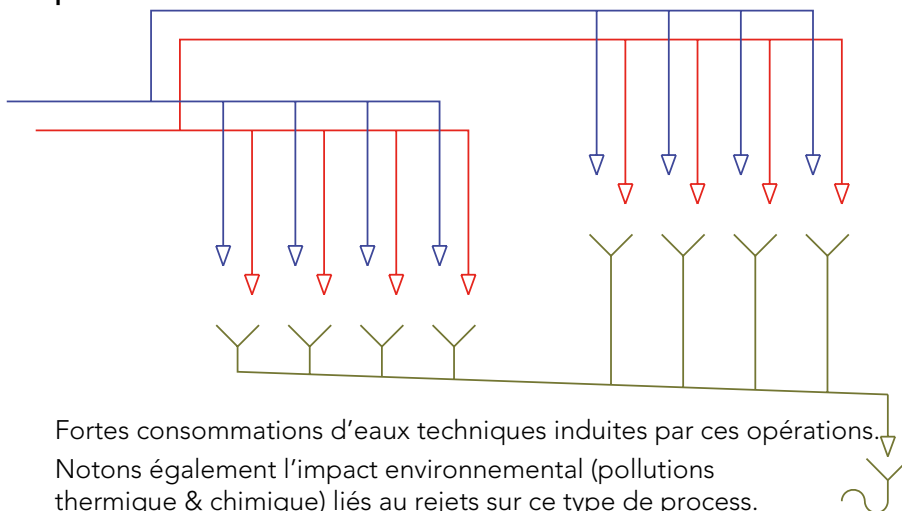 Fortes consommations d’eaux techniques induites par ces opérations.
Notons également l’impact environnemental (pollutions
thermique & chimique) liés au rejets sur ce type de process.